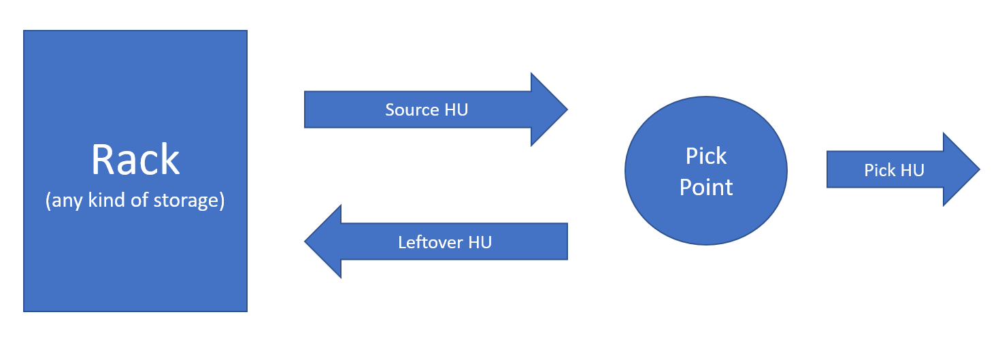 Rack
(any kind of storage)
Source HU
Leftover HU
Pick
Point
Pick HU